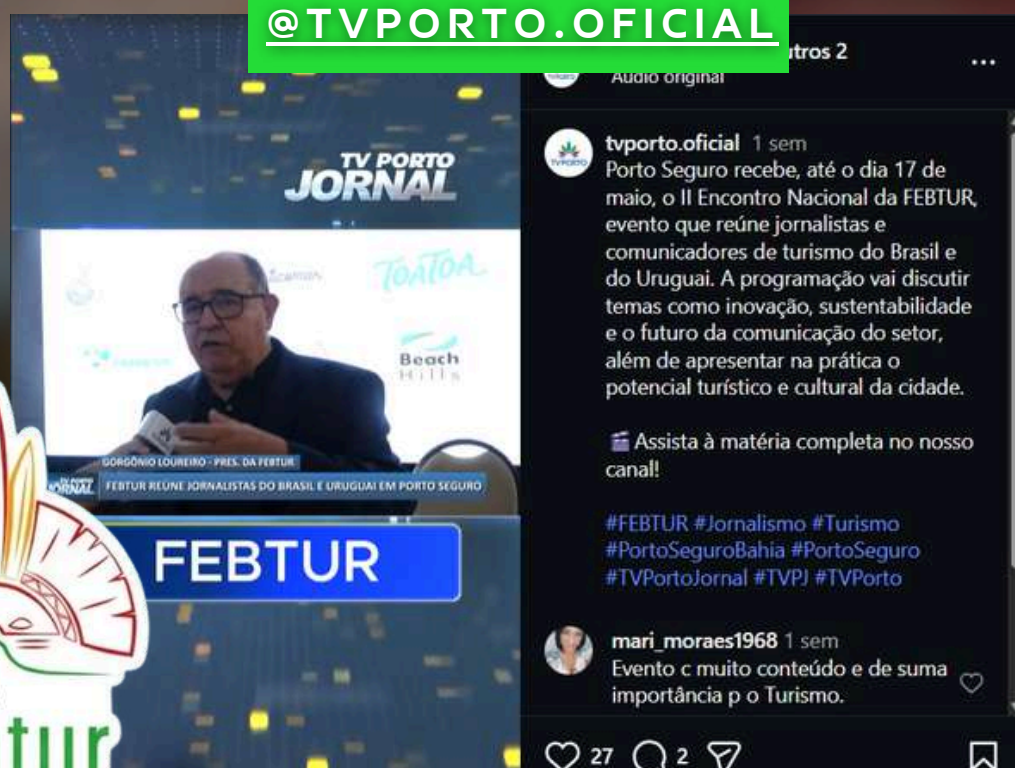 @TVPORTO.OFICIAL
utros 2
Áudio original
TV PORTO
JORNAL
TOATOA
Beach
Hills
GORGÔNIO LOUREIRO - PRES. DA FEBTUR
TV PORTO
JORNAL
FEBTUR REÚNE JORNALISTAS DO BRASIL E URUGUAI EM PORTO SEGURO
FEBTUR
tur
TVPORTO
tvporto.oficial 1 sem
Porto Seguro recebe, até o dia 17 de
maio, o II Encontro Nacional da FEBTUR,
evento que reúne jornalistas e
comunicadores de turismo do Brasil e
do Uruguai. A programação vai discutir
temas como inovação, sustentabilidade
e o futuro da comunicação do setor,
além de apresentar na prática o
potencial turístico e cultural da cidade.
🎬 Assista à matéria completa no nosso
canal!
#FEBTUR #Jornalismo #Turismo
#PortoSeguroBahia #PortoSeguro
#TVPortoJornal #TVPJ #TVPorto
mari_moraes1968 1 sem
Evento c muito conteúdo e de suma
importância p o Turismo.
27 2